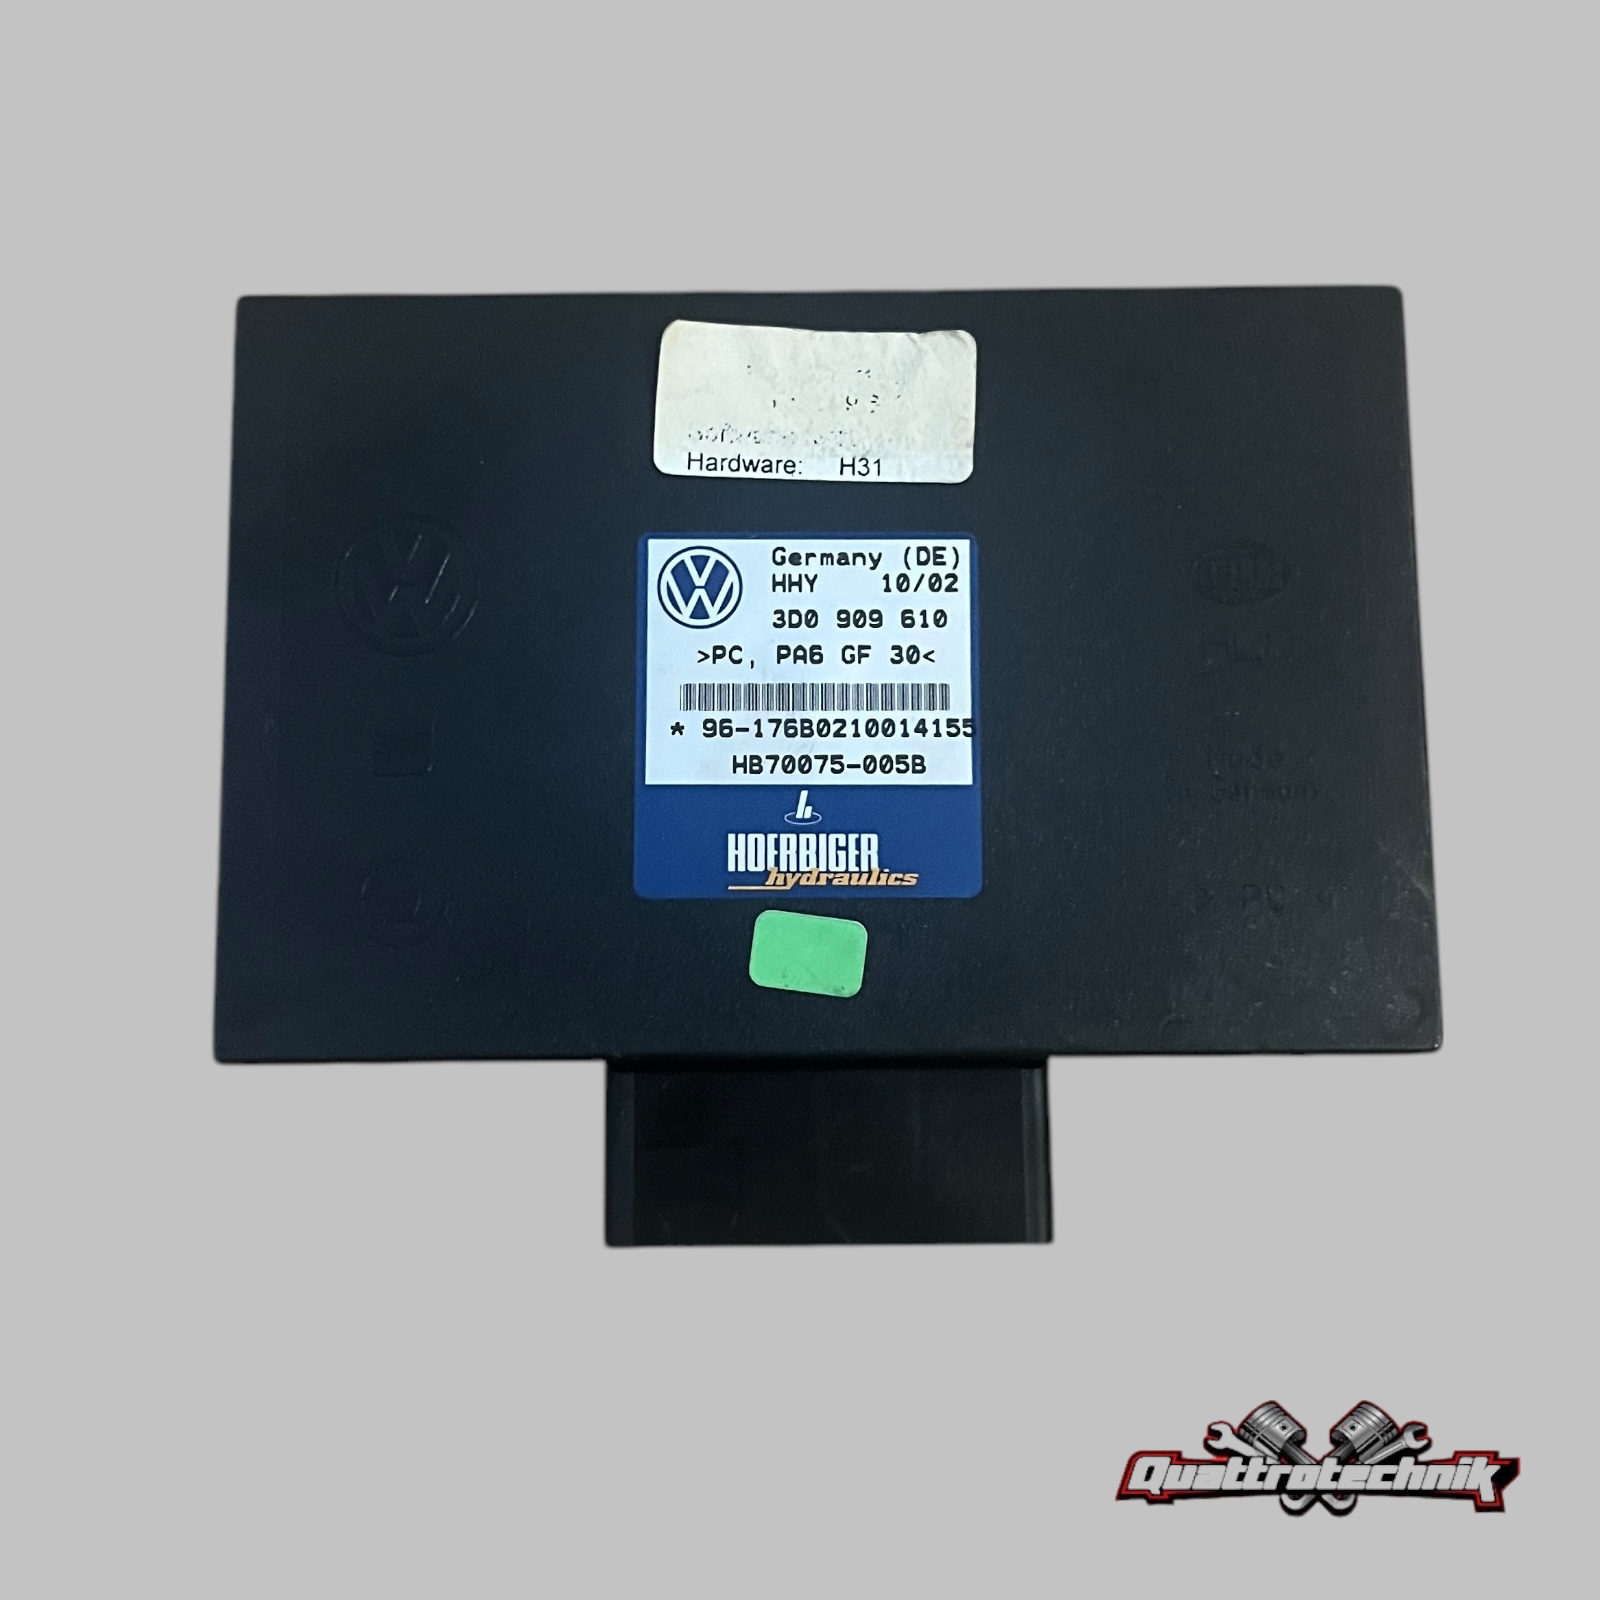 Hardware: H31
Germany (DE)
HHY 10/02
3D0 909 610
>PC, PA6 GF 30<
* 96-176B0210014155
HB70075-005B
HOERBIGER
hydraulics
Quattrotechnik